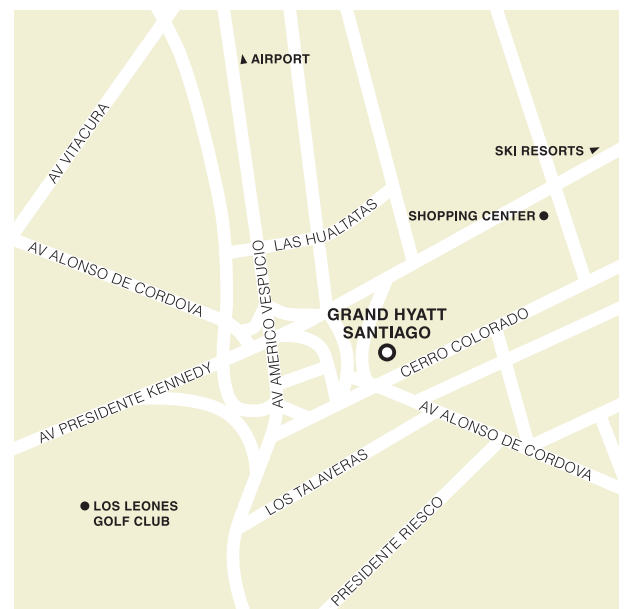 AIRPORT
AV VITACURA
SKI RESORTS
LAS HUALTATAS
SHOPPING CENTER
AV ALONSO DE CORDOVA
AV AMERICO VESPUCIO
GRAND HYATT
SANTIAGO
CERRO COLORADO
AV PRESIDENTE KENNEDY
AV ALONSO DE CORDOVA
LOS TALAVERAS
LOS LEONES
GOLF CLUB
PRESIDENTE RIESCO